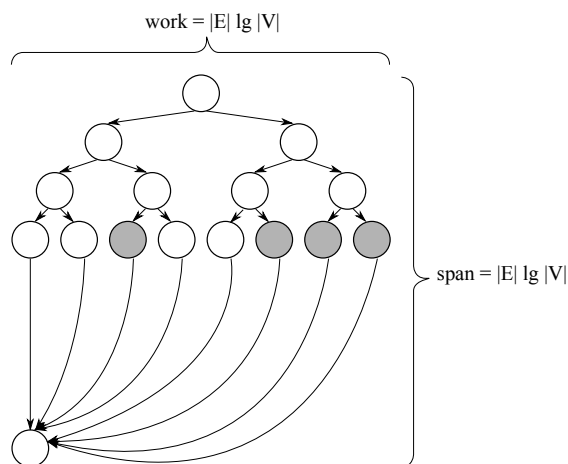 work = |E| lg |V|
span = |E| lg |V|